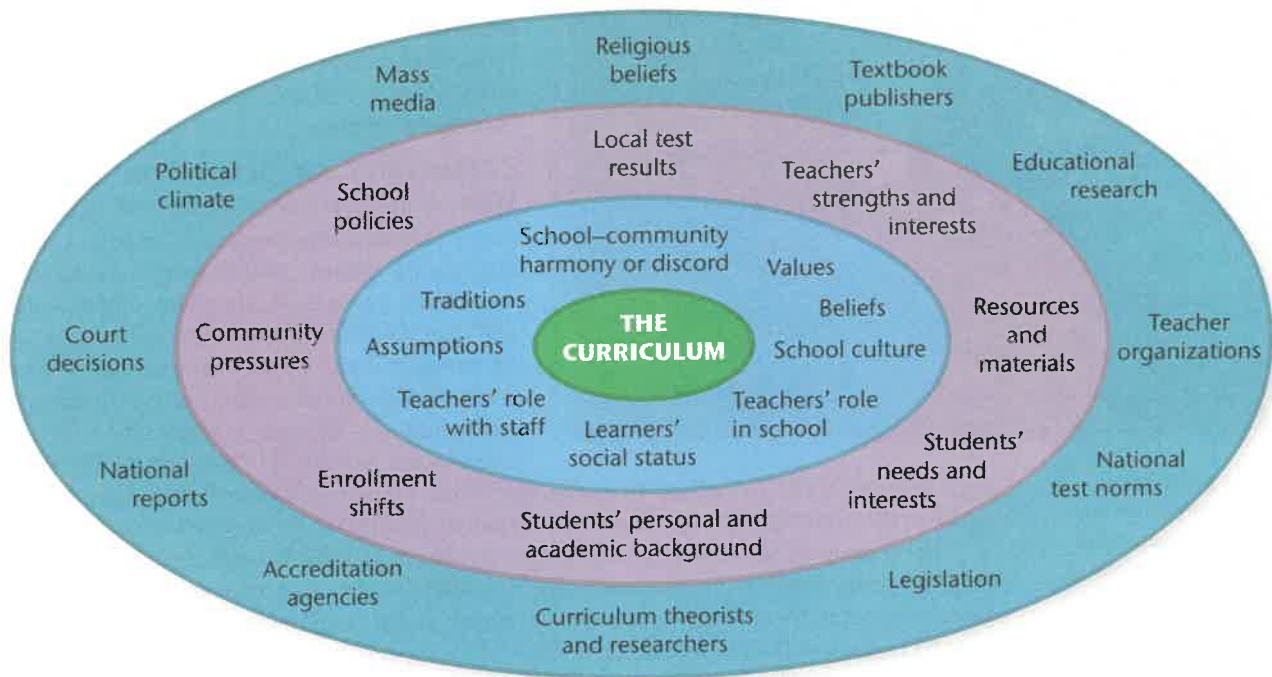 Religious
beliefs
Mass
media
Textbook
publishers
Political
climate
Educational
research
Court
decisions
Teacher
organizations
National
reports
National
test norms
Accreditation
agencies
Legislation
Curriculum theorists
and researchers
Local test
results
School
policies
Teachers'
strengths and
interests
Community
pressures
Resources
and
materials
Enrollment
shifts
Students'
needs and
interests
Students' personal and
academic background
School–community
harmony or discord
Values
Traditions
Beliefs
Assumptions
School culture
Teachers' role
with staff
Learners'
social status
Teachers' role
in school
THE
CURRICULUM